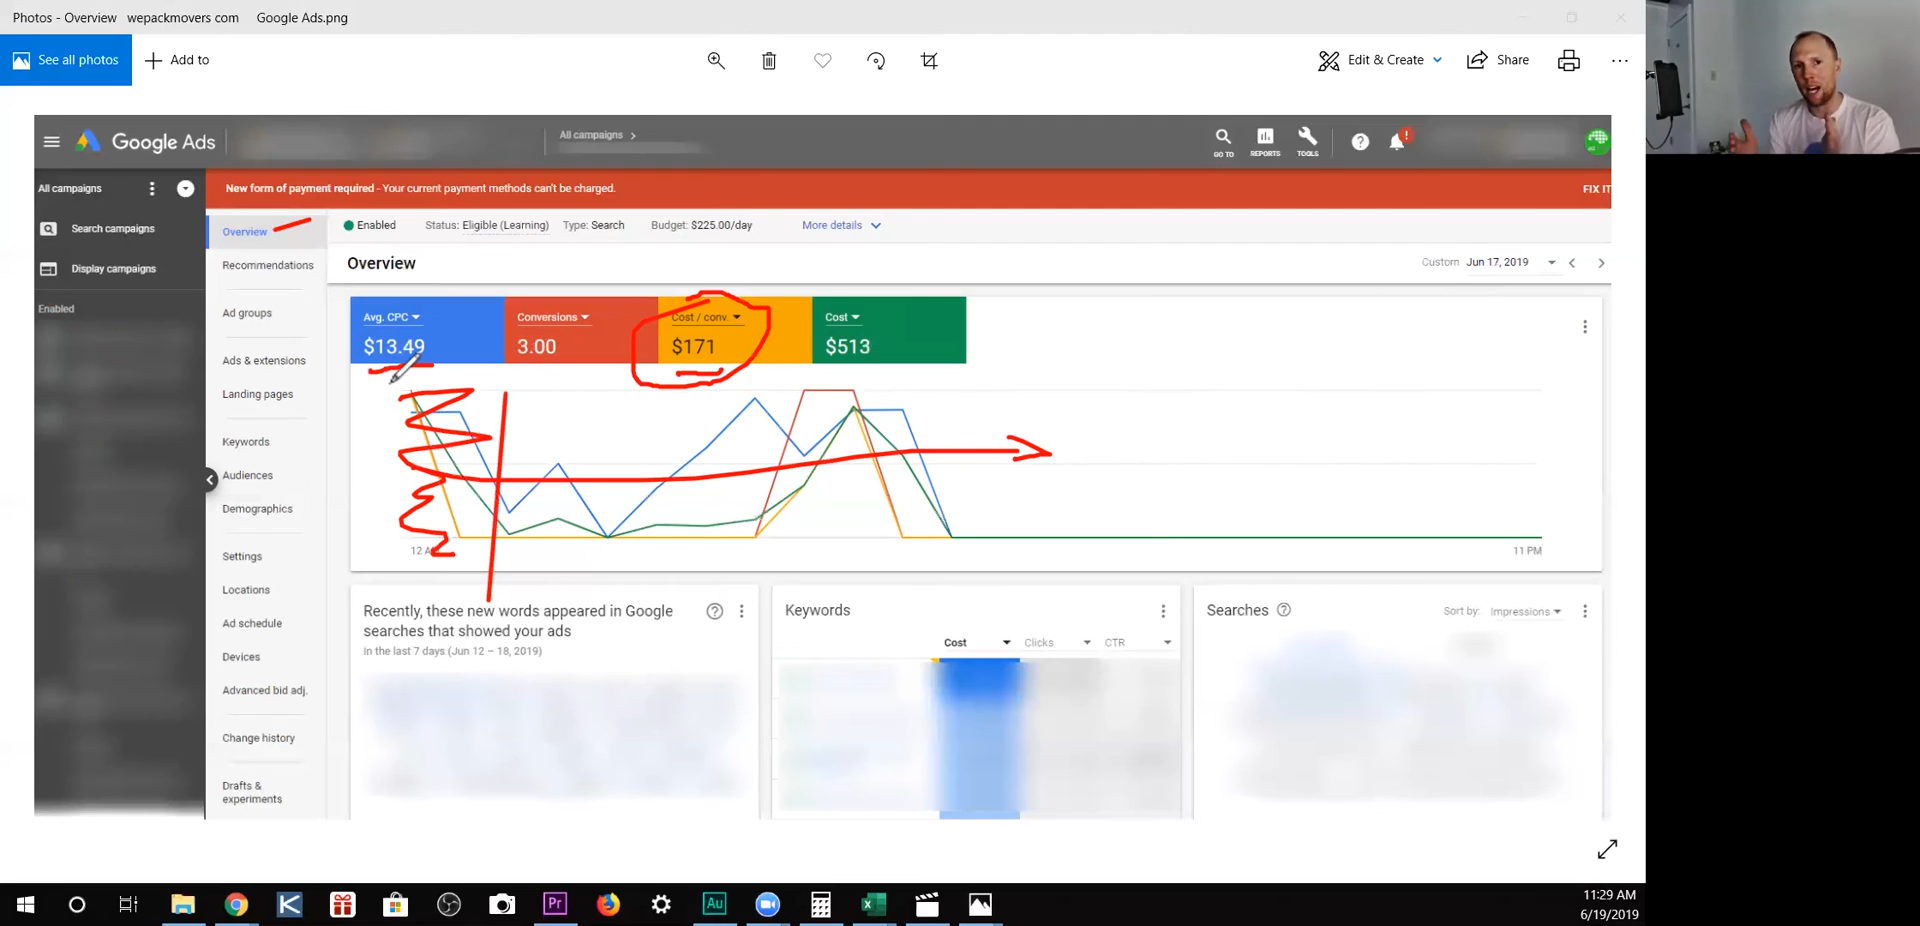 Photos - Overview wepackmovers com Google Ads.png
See all photos
Add to
Edit & Create
Share
Google Ads
All campaigns
GO TO
REPORTS
TOOLS
All campaigns
New form of payment required - Your current payment methods can't be charged.
FIX IT
Search campaigns
Display campaigns
Enabled
Overview
Recommendations
Ad groups
Ads & extensions
Landing pages
Keywords
Audiences
Demographics
Settings
Locations
Ad schedule
Devices
Advanced bid adj.
Change history
Drafts &
experiments
Enabled
Status: Eligible (Learning) Type: Search Budget: $225.00/day
More details
Overview
Custom Jun 17, 2019
Avg. CPC
$13.49
Conversions
3.00
Cost / conv.
$171
Cost
$513
11 PM
Recently, these new words appeared in Google
searches that showed your ads
in the last 7 days (Jun 12 – 18, 2019)
Keywords
Cost Clicks CTR
Searches
Sort by: Impressions
Pr
Au
11:29 AM
6/19/2019